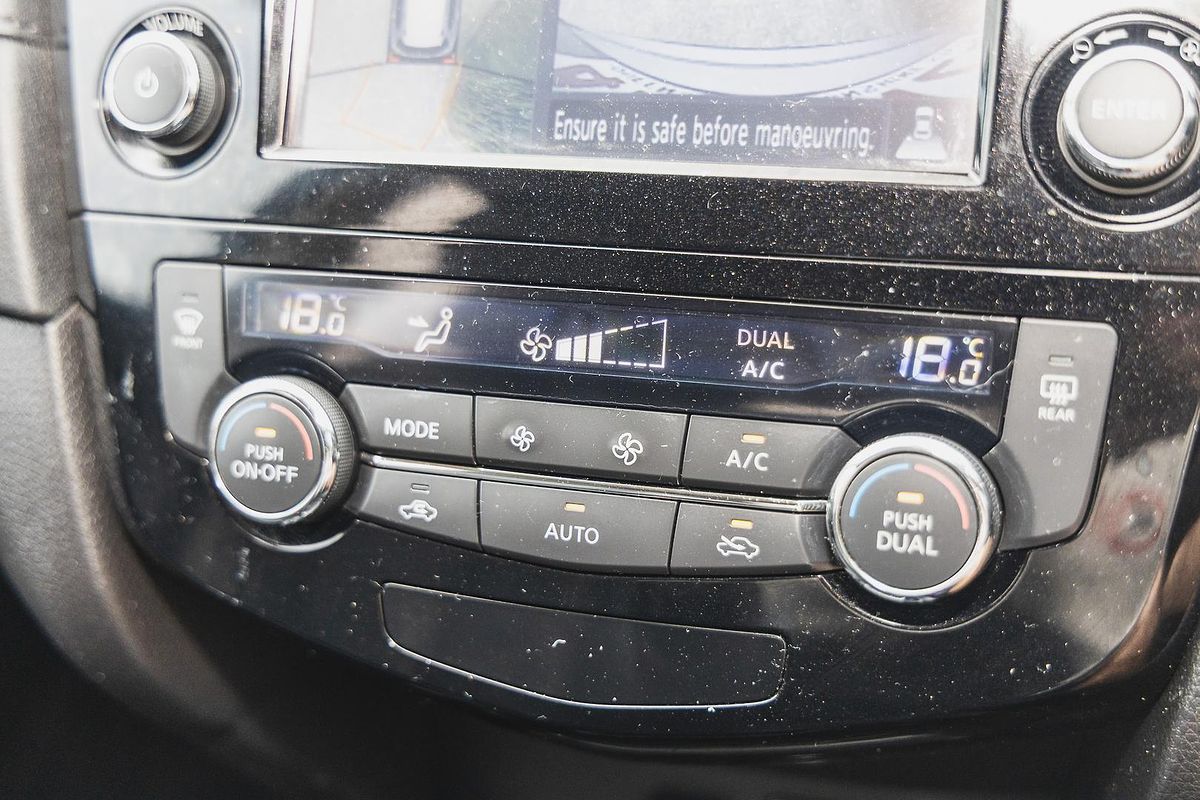 VOLUME
Ensure it is safe before manoeuvring.
ENTER
FRONT
18.0 °C
DUAL
A/C
18.0 °C
REAR
PUSH
ON·OFF
MODE
A/C
AUTO
PUSH
DUAL